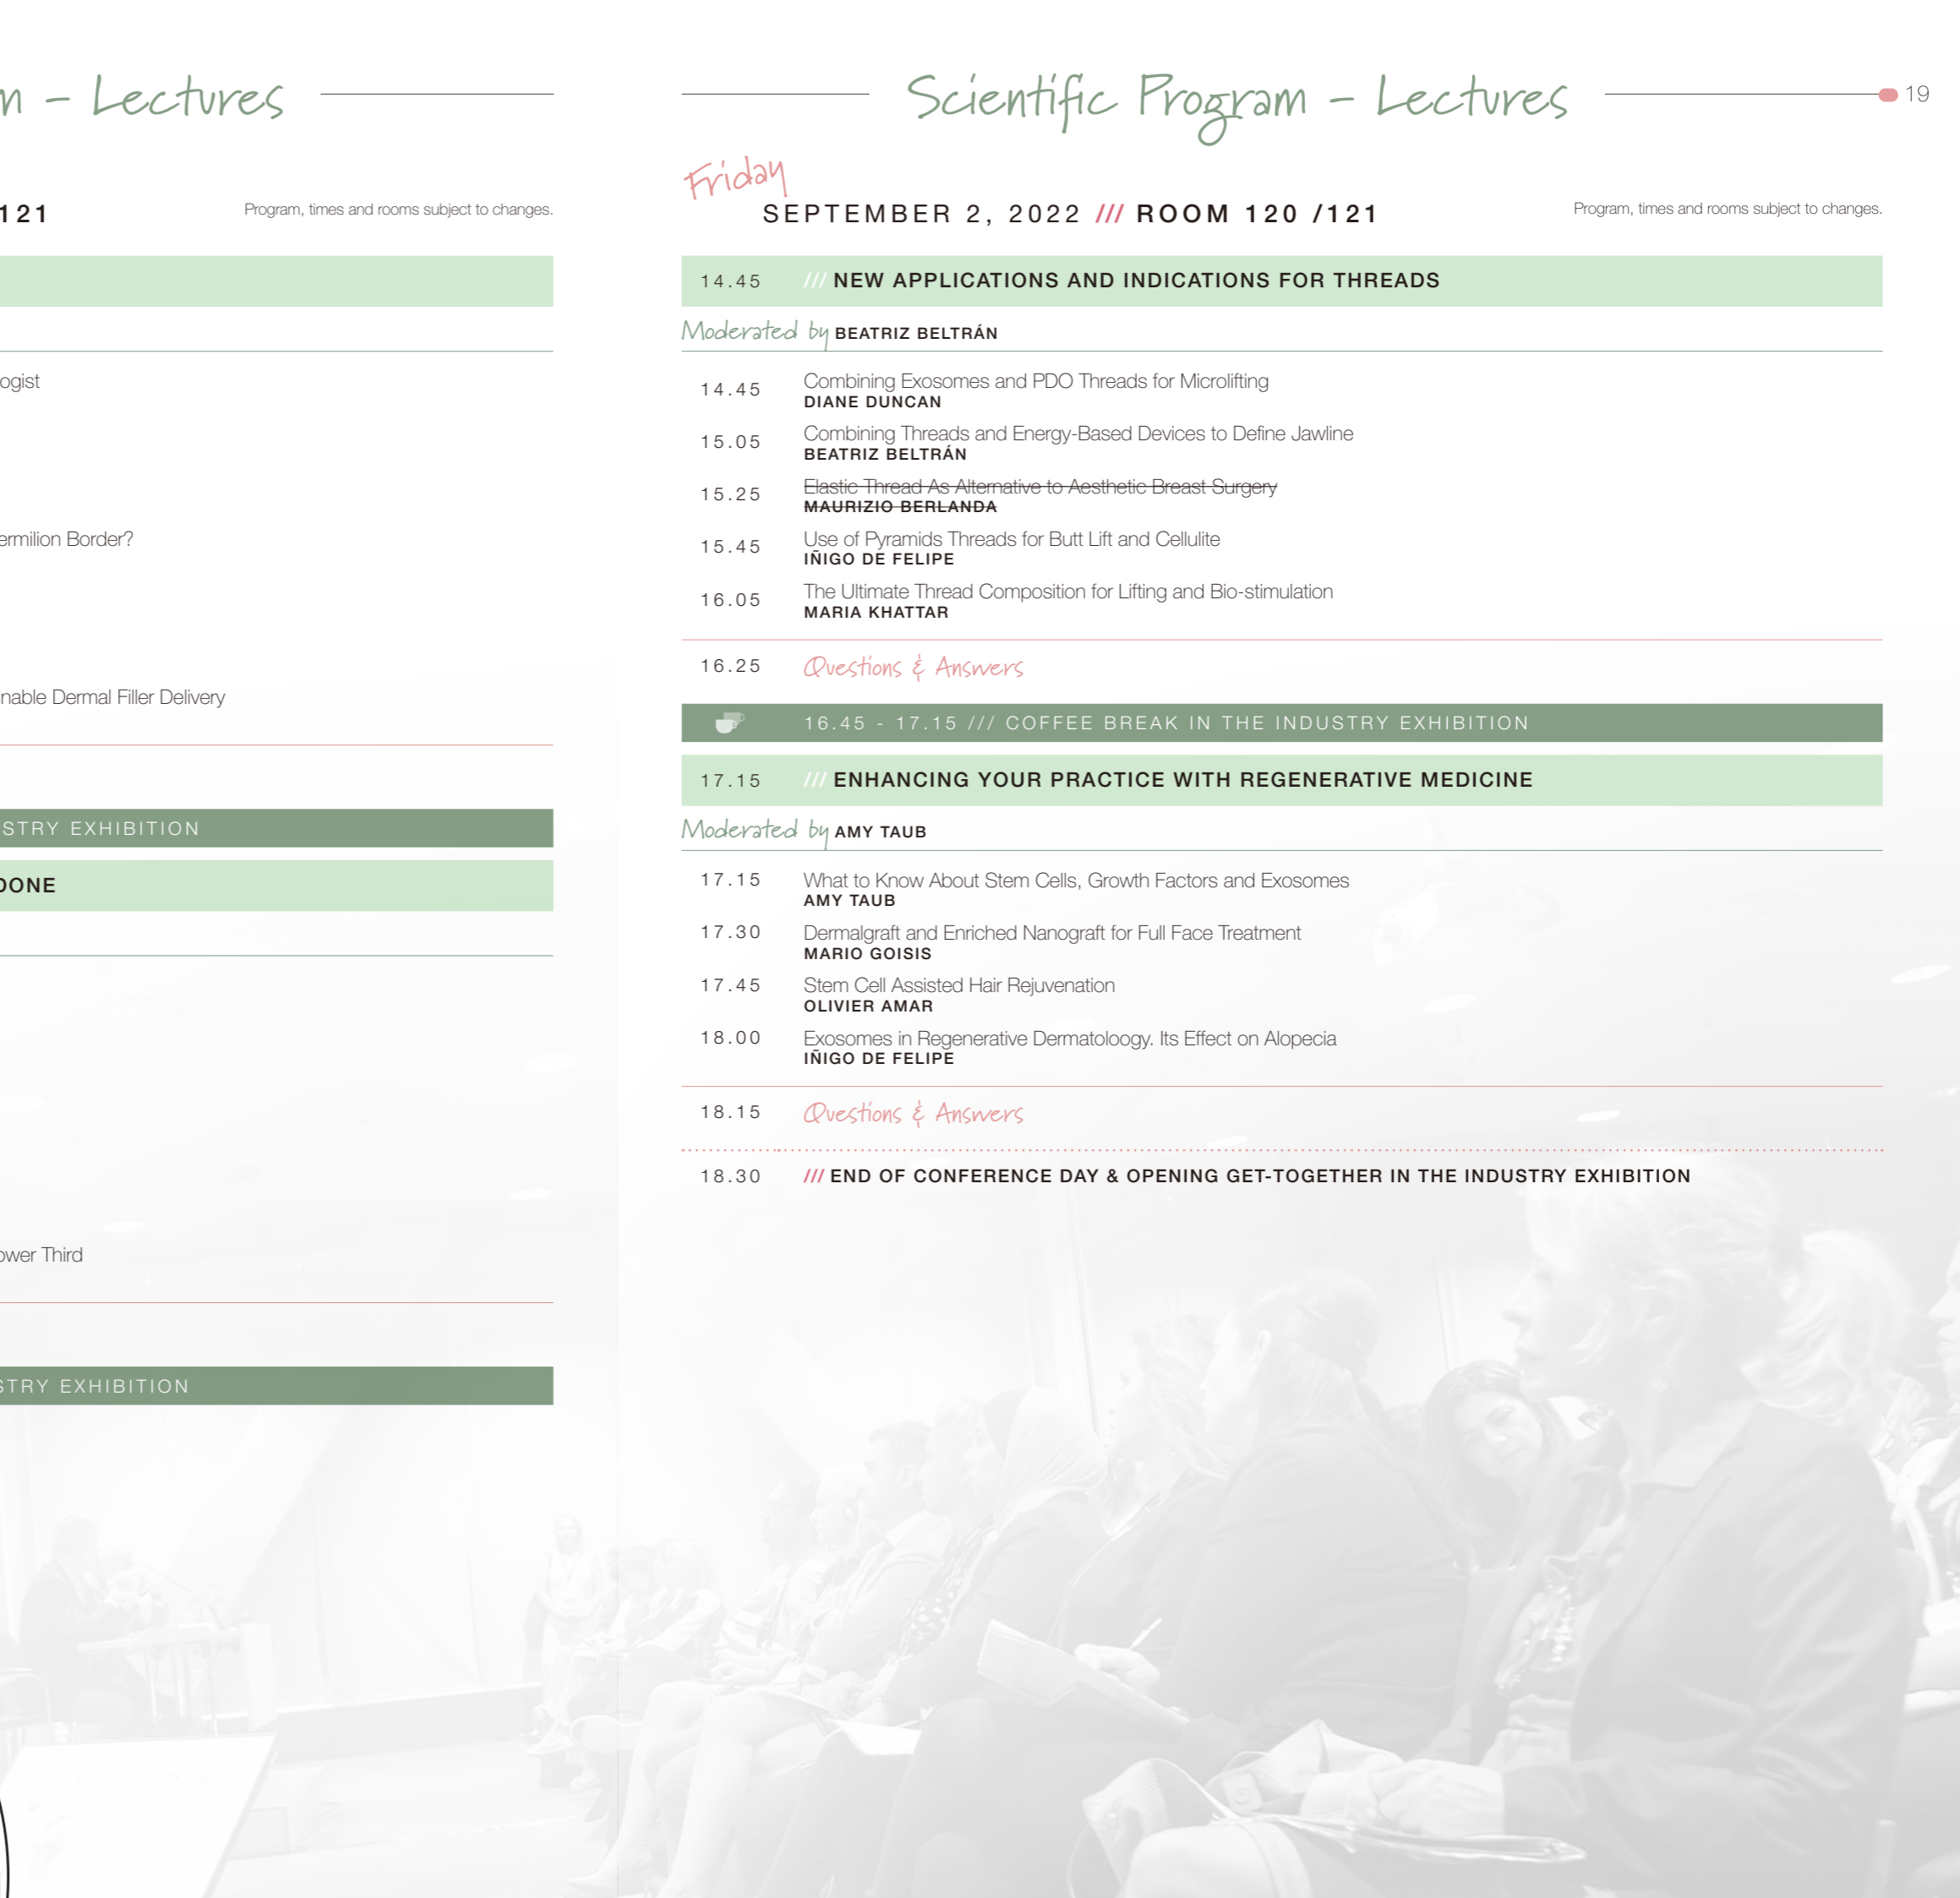 m – Lectures
121
Program, times and rooms subject to changes.
ogist
ermilion Border?
nable Dermal Filler Delivery
STRY EXHIBITION
DONE
ower Third
STRY EXHIBITION
Scientific Program – Lectures
19
Friday
SEPTEMBER 2, 2022 /// ROOM 120 /121
Program, times and rooms subject to changes.
14.45 /// NEW APPLICATIONS AND INDICATIONS FOR THREADS
Moderated by BEATRIZ BELTRÁN
14.45 Combining Exosomes and PDO Threads for Microlifting
DIANE DUNCAN
15.05 Combining Threads and Energy-Based Devices to Define Jawline
BEATRIZ BELTRÁN
15.25 Elastic Thread As Alternative to Aesthetic Breast Surgery
MAURIZIO BERLANDA
15.45 Use of Pyramids Threads for Butt Lift and Cellulite
IÑIGO DE FELIPE
16.05 The Ultimate Thread Composition for Lifting and Bio-stimulation
MARIA KHATTAR
16.25 Questions & Answers
16.45 - 17.15 /// COFFEE BREAK IN THE INDUSTRY EXHIBITION
17.15 /// ENHANCING YOUR PRACTICE WITH REGENERATIVE MEDICINE
Moderated by AMY TAUB
17.15 What to Know About Stem Cells, Growth Factors and Exosomes
AMY TAUB
17.30 Dermalgraft and Enriched Nanograft for Full Face Treatment
MARIO GOISIS
17.45 Stem Cell Assisted Hair Rejuvenation
OLIVIER AMAR
18.00 Exosomes in Regenerative Dermatoloogy. Its Effect on Alopecia
IÑIGO DE FELIPE
18.15 Questions & Answers
18.30 /// END OF CONFERENCE DAY & OPENING GET-TOGETHER IN THE INDUSTRY EXHIBITION